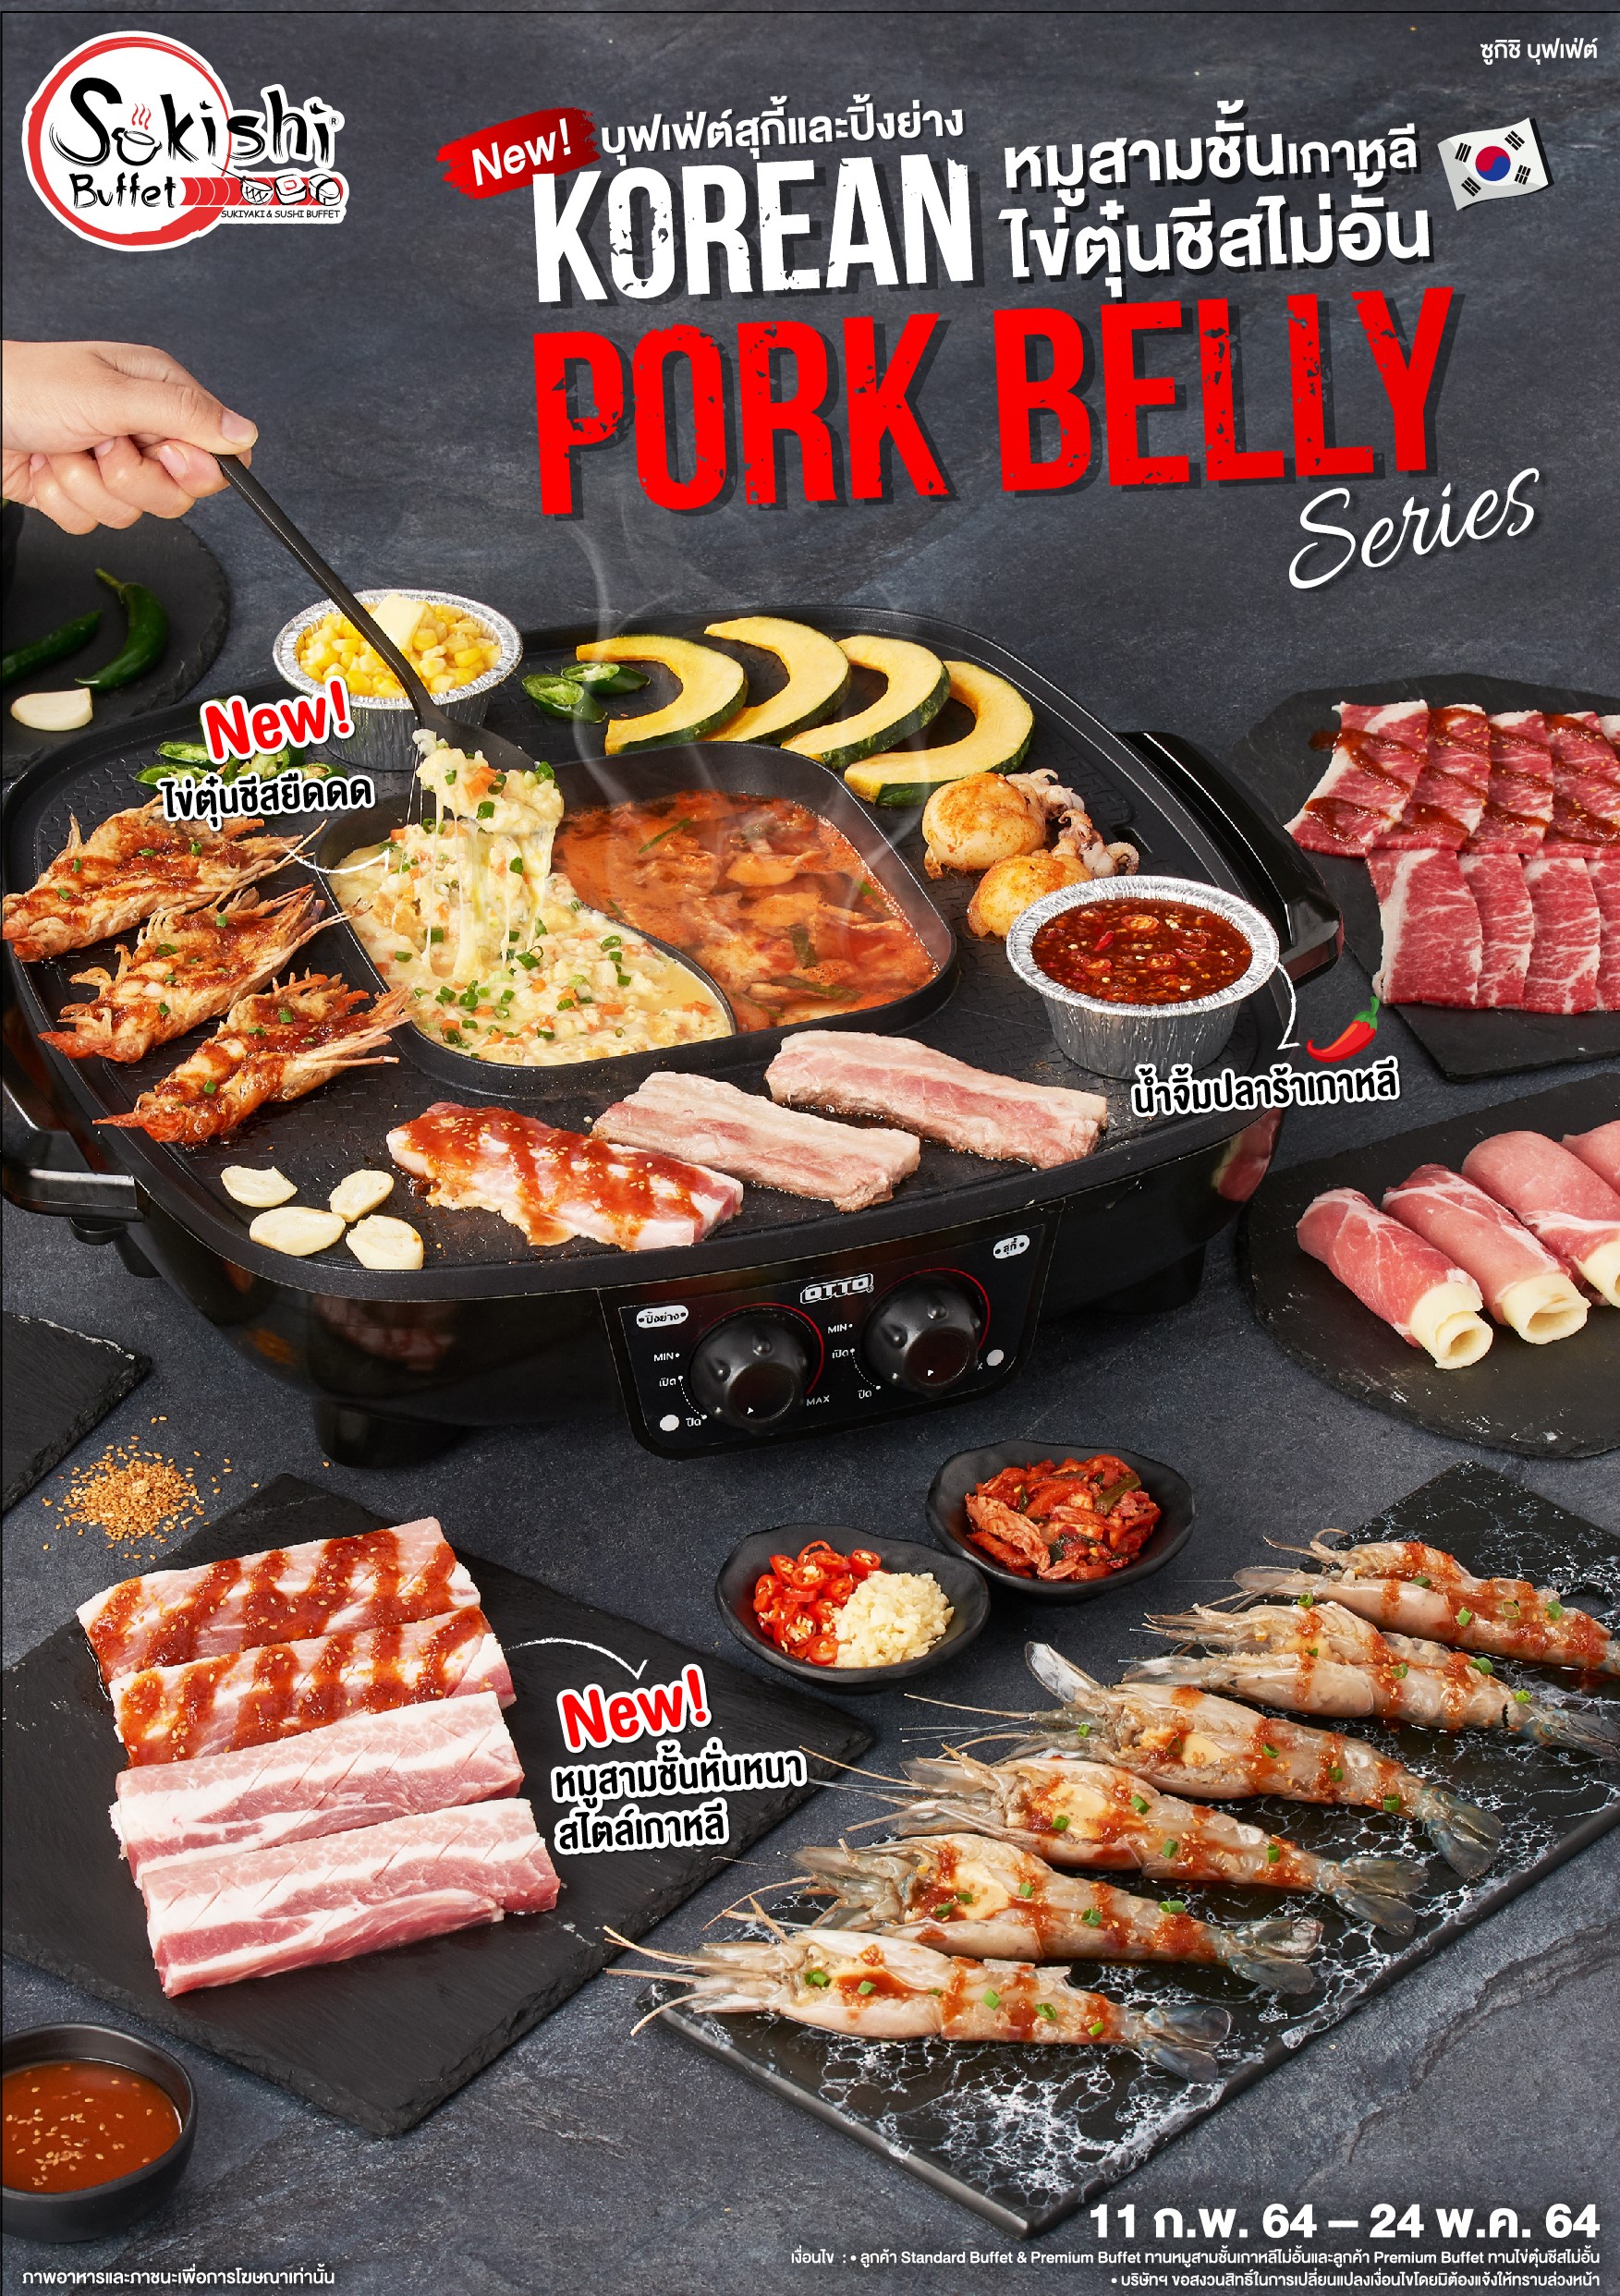 ซูกิชิ บุฟเฟ่ต์
Sukishi®
Buffet
SUKIYAKI & SUSHI BUFFET
New! บุฟเฟ่ต์สุกี้และปิ้งย่าง
KOREAN
หมูสามชั้นเกาหลี
ไข่ตุ๋นชีสไม่อั้น
PORK BELLY
Series
New!
ไข่ตุ๋นชีสยืดดด
น้ำจิ้มปลาร้าเกาหลี
•สุกี้•
OTTO
•ปิ้งย่าง•
MIN•
เปิด•
ปิด•
MAX
MIN•
เปิด•
ปิด•
New!
หมูสามชั้นหั่นหนา
สไตล์เกาหลี
11 ก.พ. 64 – 24 พ.ค. 64
เงื่อนไข : • ลูกค้า Standard Buffet & Premium Buffet ทานหมูสามชั้นเกาหลีไม่อั้นและลูกค้า Premium Buffet ทานไข่ตุ๋นชีสไม่อั้น
• บริษัทฯ ขอสงวนสิทธิ์ในการเปลี่ยนแปลงเงื่อนไขโดยมิต้องแจ้งให้ทราบล่วงหน้า
ภาพอาหารและภาชนะเพื่อการโฆษณาเท่านั้น